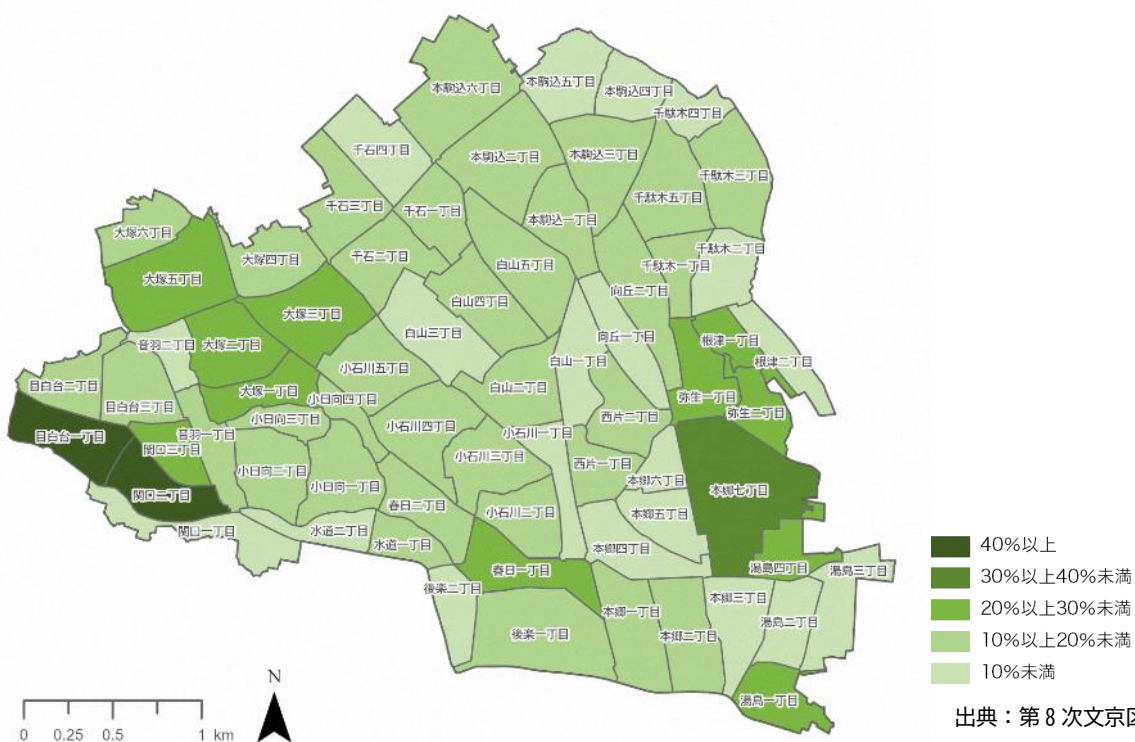 本駒込六丁目
本駒込五丁目
本駒込四丁目
千駄木四丁目
千石四丁目
本駒込二丁目
本駒込三丁目
千駄木三丁目
千石三丁目
千石一丁目
本駒込一丁目
千駄木五丁目
大塚六丁目
大塚四丁目
千石二丁目
白山五丁目
千駄木一丁目
千駄木二丁目
大塚五丁目
白山四丁目
向丘二丁目
大塚三丁目
白山三丁目
向丘一丁目
根津一丁目
音羽二丁目
大塚二丁目
小石川五丁目
白山一丁目
根津二丁目
目白台二丁目
目白台三丁目
大塚一丁目
小日向四丁目
白山二丁目
弥生一丁目
弥生二丁目
小日向三丁目
小石川四丁目
西片二丁目
目白台一丁目
音羽一丁目
小石川一丁目
関口三丁目
小石川三丁目
西片一丁目
小日向二丁目
小日向一丁目
本郷六丁目
本郷七丁目
関口二丁目
春日二丁目
小石川二丁目
本郷五丁目
関口一丁目
水道二丁目
水道一丁目
本郷四丁目
春日一丁目
湯島四丁目
湯島三丁目
後楽二丁目
本郷一丁目
本郷三丁目
後楽一丁目
本郷二丁目
湯島二丁目
湯島一丁目
N
0 0.25 0.5 1 km
40%以上
30%以上40%未満
20%以上30%未満
10%以上20%未満
10%未満
出典:第8次文京区